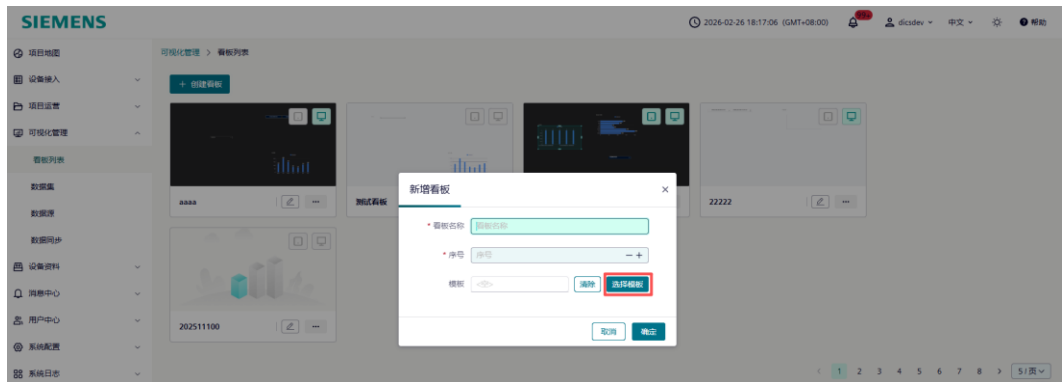 SIEMENS
2026-02-26 18:17:06 (GMT+08:00)
99+
dicsdev
中文
帮助
项目地图
设备接入
项目运营
可视化管理
看板列表
数据集
数据源
数据同步
设备资料
消息中心
用户中心
系统配置
系统日志
可视化管理 > 看板列表
+ 创建看板
aaaa
测试看板
22222
202511100
新增看板
* 看板名称 看板名称
* 序号 序号
模板 清除 选择模板
取消 确定
1 2 3 4 5 6 7 8 5/页